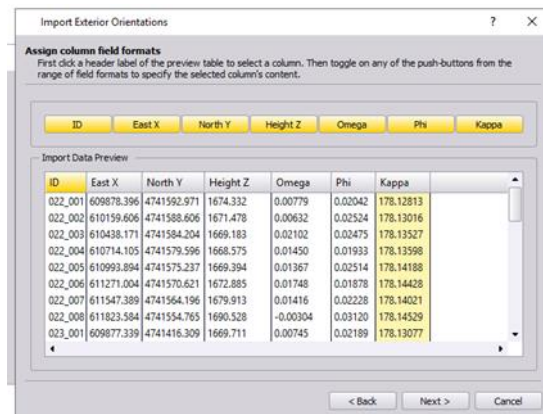 Import Exterior Orientations ? X
Assign column field formats
First click a header label of the preview table to select a column. Then toggle on any of the push-buttons from the
range of field formats to specify the selected column's content.
ID East X North Y Height Z Omega Phi Kappa
Import Data Preview
ID East X North Y Height Z Omega Phi Kappa
022_001 609878.396 4741592.971 1674.332 0.00779 0.02042 178.12813
022_002 610159.606 4741588.606 1671.478 0.00632 0.02524 178.13016
022_003 610438.171 4741584.204 1669.183 0.02102 0.02475 178.13527
022_004 610714.105 4741579.596 1668.575 0.01450 0.01933 178.13598
022_005 610993.894 4741575.237 1669.394 0.01367 0.02514 178.14188
022_006 611271.004 4741570.621 1672.885 0.01748 0.01878 178.14428
022_007 611547.389 4741564.196 1679.913 0.01416 0.02228 178.14021
022_008 611823.584 4741554.765 1690.528 -0.00304 0.03120 178.14529
023_001 609877.339 4741416.309 1669.711 0.00745 0.02189 178.13077
< Back Next > Cancel